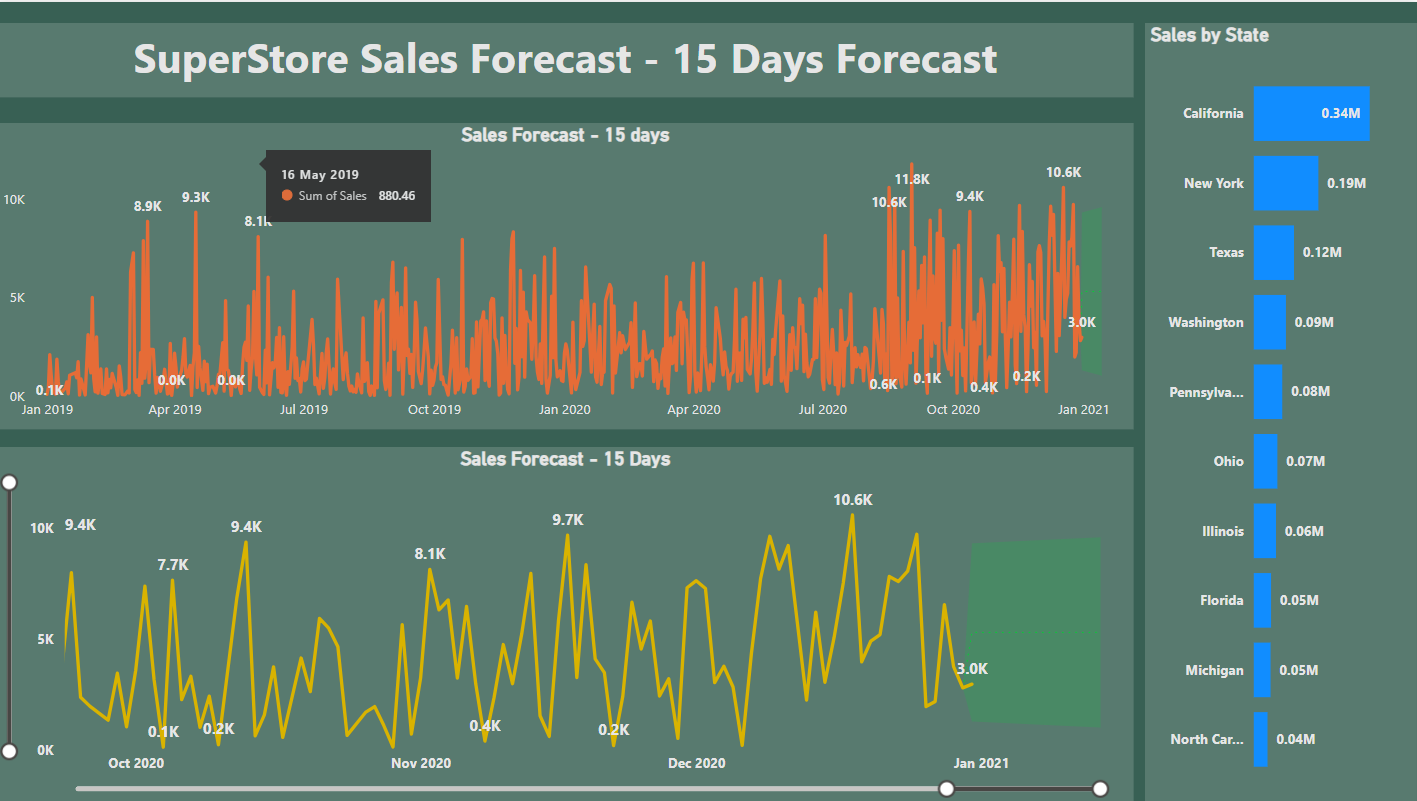 SuperStore Sales Forecast - 15 Days Forecast
Sales Forecast - 15 days
16 May 2019
Sum of Sales 880.46
10K
5K
0K
8.9K
9.3K
8.1K
11.8K
10.6K
9.4K
10.6K
3.0K
0.1K
0.0K
0.0K
0.6K
0.1K
0.4K
0.2K
Jan 2019
Apr 2019
Jul 2019
Oct 2019
Jan 2020
Apr 2020
Jul 2020
Oct 2020
Jan 2021
Sales Forecast - 15 Days
10K
5K
0K
9.4K
7.7K
9.4K
8.1K
9.7K
10.6K
3.0K
0.1K
0.2K
0.4K
0.2K
Oct 2020
Nov 2020
Dec 2020
Jan 2021
Sales by State
California 0.34M
New York 0.19M
Texas 0.12M
Washington 0.09M
Pennsylva... 0.08M
Ohio 0.07M
Illinois 0.06M
Florida 0.05M
Michigan 0.05M
North Car... 0.04M